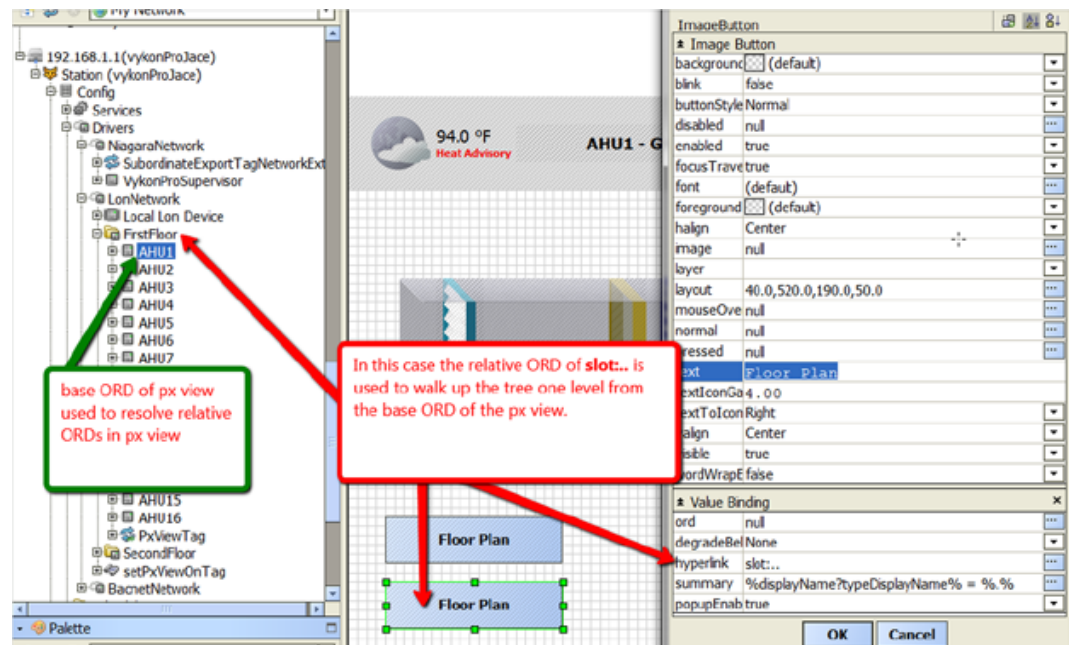 My Network
192.168.1.1(vykonProJace)
Station (vykonProJace)
Config
Services
Drivers
NiagaraNetwork
SubordinateExportTagNetworkExt
VykonProSupervisor
LonNetwork
Local Lon Device
FirstFloor
AHU1
AHU2
AHU3
AHU4
AHU5
AHU6
AHU7
base ORD of px view
used to resolve relative
ORDs in px view
AHU15
AHU16
PxViewTag
SecondFloor
setPxViewOnTag
BacnetNetwork
Palette
94.0 °F
Heat Advisory
AHU1 - G
In this case the relative ORD of slot:.. is
used to walk up the tree one level from
the base ORD of the px view.
Floor Plan
Floor Plan
ImageButton
Image Button
background (default)
blink false
buttonStyle Normal
disabled null
enabled true
focusTrave true
font (default)
foreground (default)
halign Center
image null
layer
layout 40.0,520.0,190.0,50.0
mouseOve null
normal null
ressed null
ext Floor Plan
extIconGa 4.00
extToIcon Right
align Center
isible true
wordWrapE false
Value Binding
ord null
degradeBel None
hyperlink slot:..
summary %displayName?typeDisplayName% = %.%
popupEnab true
OK Cancel